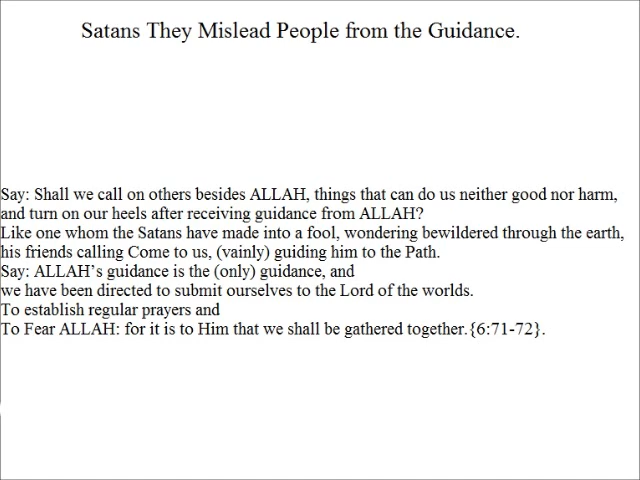 Satans They Mislead People from the Guidance.
Say: Shall we call on others besides ALLAH, things that can do us neither good nor harm,
and turn on our heels after receiving guidance from ALLAH?
Like one whom the Satans have made into a fool, wondering bewildered through the earth,
his friends calling Come to us, (vainly) guiding him to the Path.
Say: ALLAH's guidance is the (only) guidance, and
we have been directed to submit ourselves to the Lord of the worlds.
To establish regular prayers and
To Fear ALLAH: for it is to Him that we shall be gathered together.{6:71-72}.